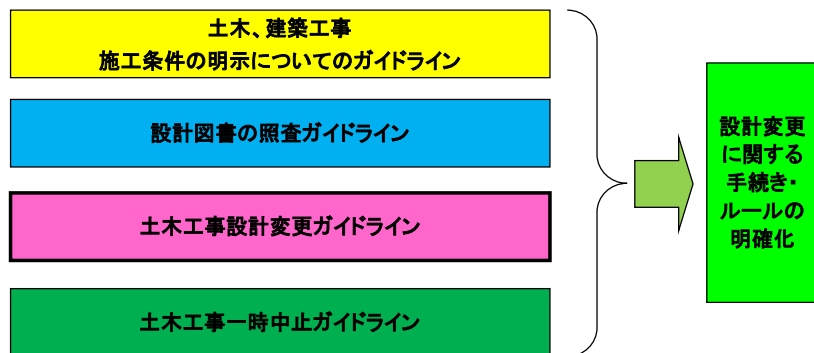 土木、建築工事
施工条件の明示についてのガイドライン
設計図書の照査ガイドライン
土木工事設計変更ガイドライン
土木工事一時中止ガイドライン
設計変更
に関する
手続き・
ルールの
明確化